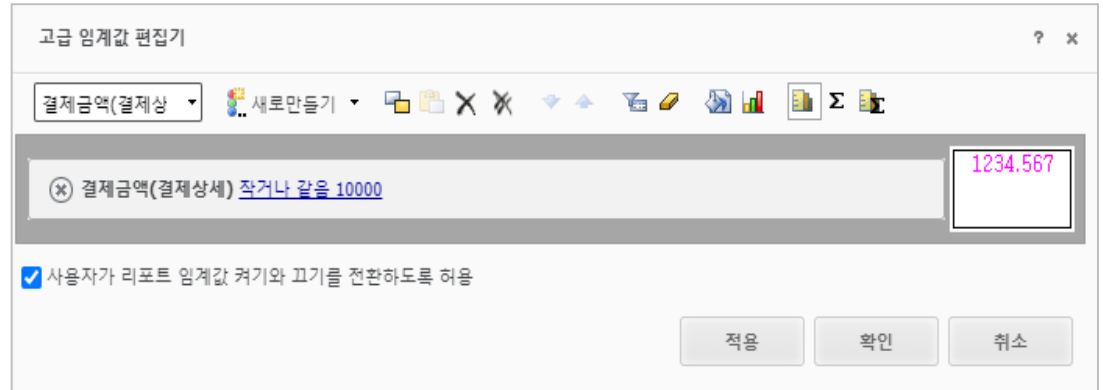 고급 임계값 편집기 ? ×
결제금액(결제상 새로만들기 Σ Σ
1234.567
결제금액(결제상세) 작거나 같음 10000
사용자가 리포트 임계값 켜기와 끄기를 전환하도록 허용
적용 확인 취소